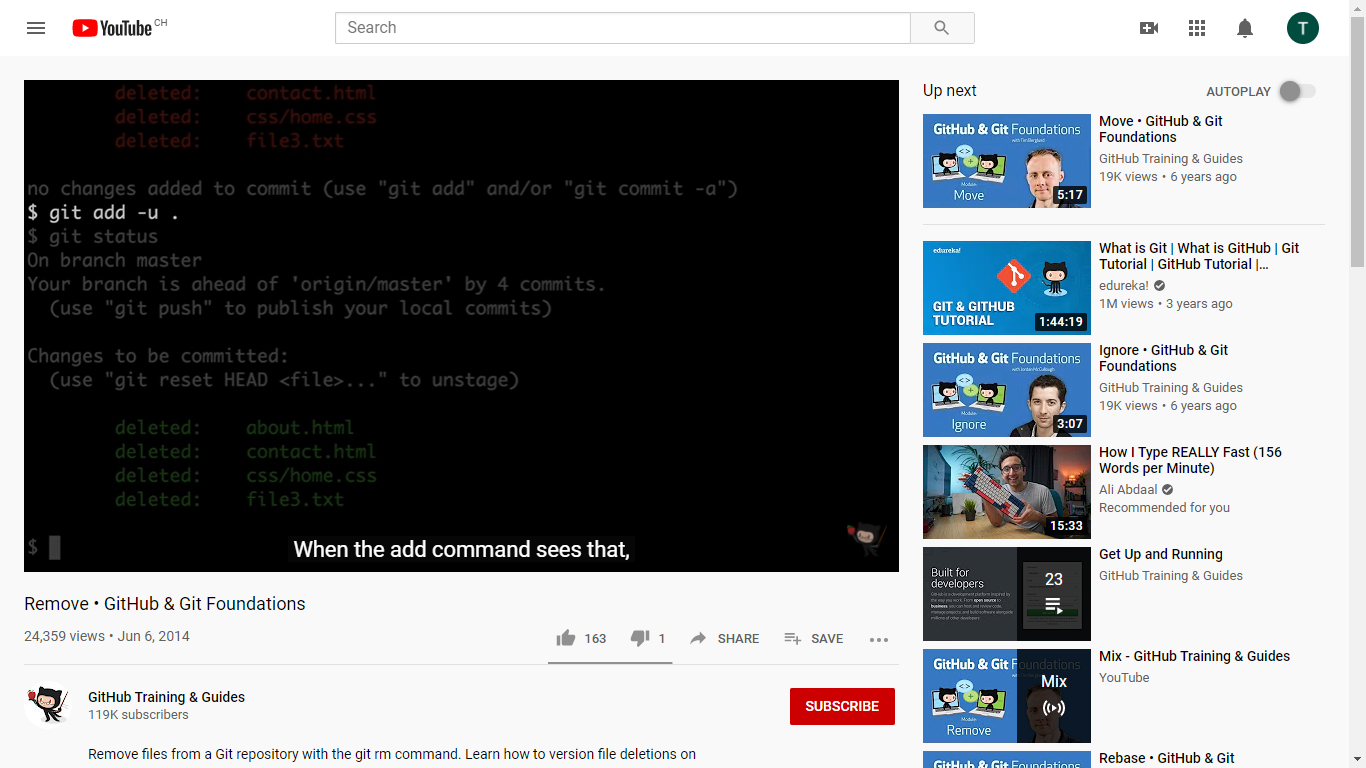 YouTube CH
Search
T
deleted: contact.html
deleted: css/home.css
deleted: file3.txt
no changes added to commit (use "git add" and/or "git commit -a")
$ git add -u .
$ git status
On branch master
Your branch is ahead of 'origin/master' by 4 commits.
(use "git push" to publish your local commits)
Changes to be committed:
(use "git reset HEAD <file>..." to unstage)
deleted: about.html
deleted: contact.html
deleted: css/home.css
deleted: file3.txt
$
When the add command sees that,
Remove • GitHub & Git Foundations
24,359 views • Jun 6, 2014
163
1
SHARE
SAVE
GitHub Training & Guides
119K subscribers
SUBSCRIBE
Remove files from a Git repository with the git rm command. Learn how to version file deletions on
Up next
AUTOPLAY
GitHub & Git Foundations
Module:
Move
5:17
Move • GitHub & Git
Foundations
GitHub Training & Guides
19K views • 6 years ago
edureka!
GIT & GITHUB
TUTORIAL
1:44:19
What is Git | What is GitHub | Git
Tutorial | GitHub Tutorial |...
edureka!
1M views • 3 years ago
GitHub & Git Foundations
with Jordan McCullough
Module:
Ignore
3:07
Ignore • GitHub & Git
Foundations
GitHub Training & Guides
19K views • 6 years ago
15:33
How I Type REALLY Fast (156
Words per Minute)
Ali Abdaal
Recommended for you
Built for
developers
23
Get Up and Running
GitHub Training & Guides
GitHub & Git Foundations
Module:
Remove
Mix
Mix - GitHub Training & Guides
YouTube
GitHub & Git Foundations
Rebase • GitHub & Git